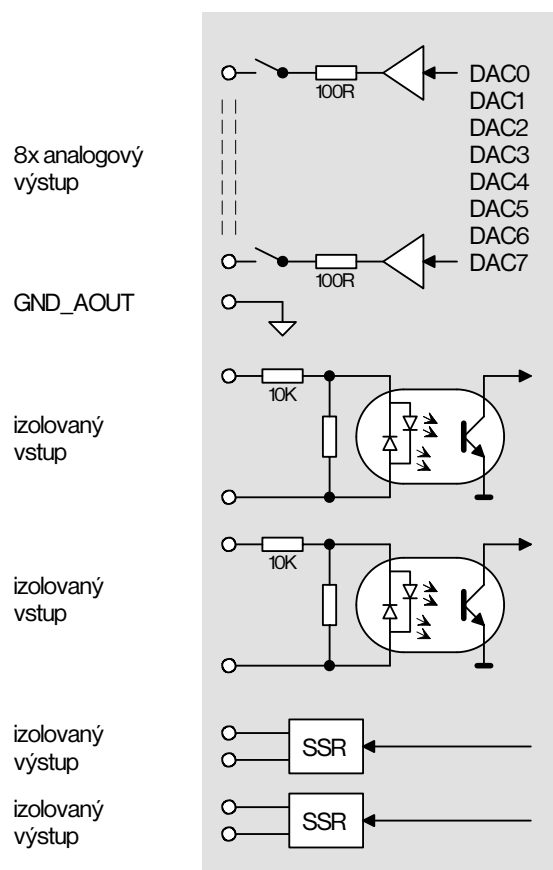 DAC0
100R
DAC1
DAC2
8x analogový
výstup
DAC3
DAC4
DAC5
DAC6
DAC7
100R
GND_AOUT
10K
izolovaný
vstup
10K
izolovaný
vstup
izolovaný
výstup
SSR
izolovaný
výstup
SSR